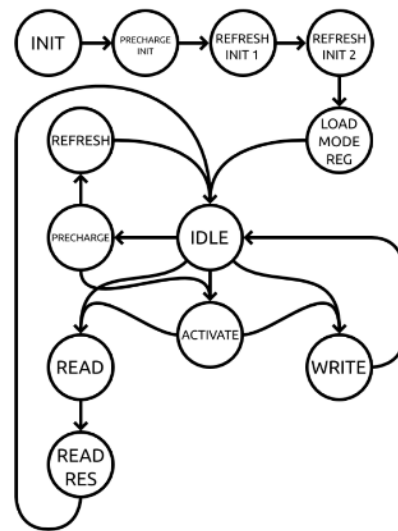 INIT
PRECHARGE
INIT
REFRESH
INIT 1
REFRESH
INIT 2
LOAD
MODE
REG
REFRESH
PRECHARGE
IDLE
ACTIVATE
READ
WRITE
READ
RES